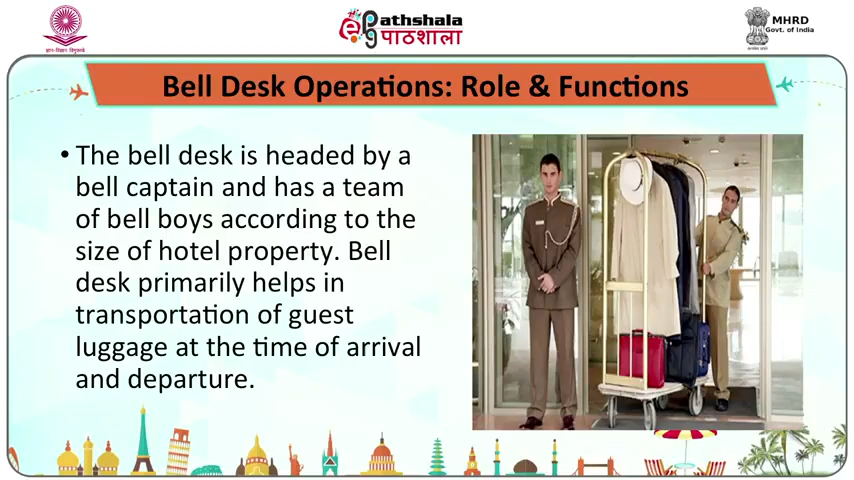 ePathshala
पाठशाला
MHRD
Govt. of India
Bell Desk Operations: Role & Functions
• The bell desk is headed by a
bell captain and has a team
of bell boys according to the
size of hotel property. Bell
desk primarily helps in
transportation of guest
luggage at the time of arrival
and departure.